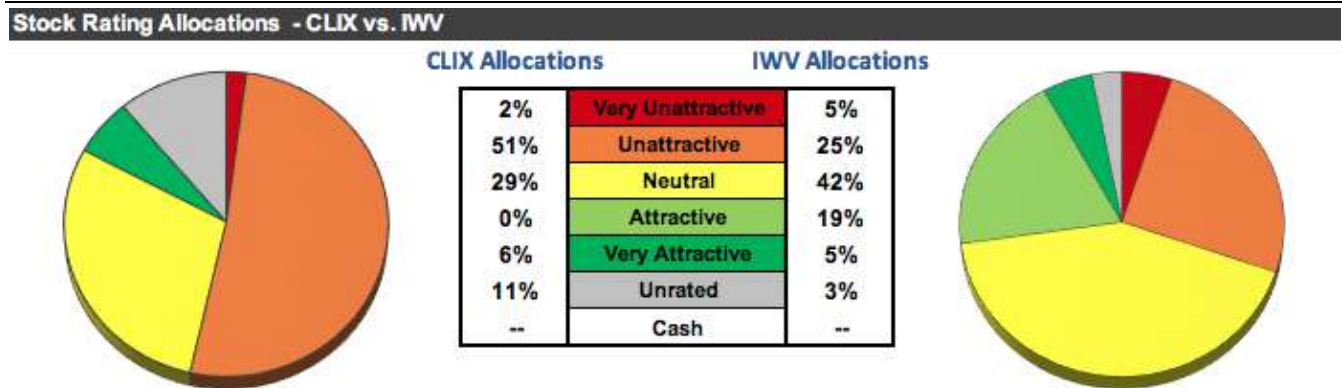 Stock Rating Allocations - CLIX vs. IWV
CLIX Allocations IWV Allocations
2% Very Unattractive 5%
51% Unattractive 25%
29% Neutral 42%
0% Attractive 19%
6% Very Attractive 5%
11% Unrated 3%
-- Cash --